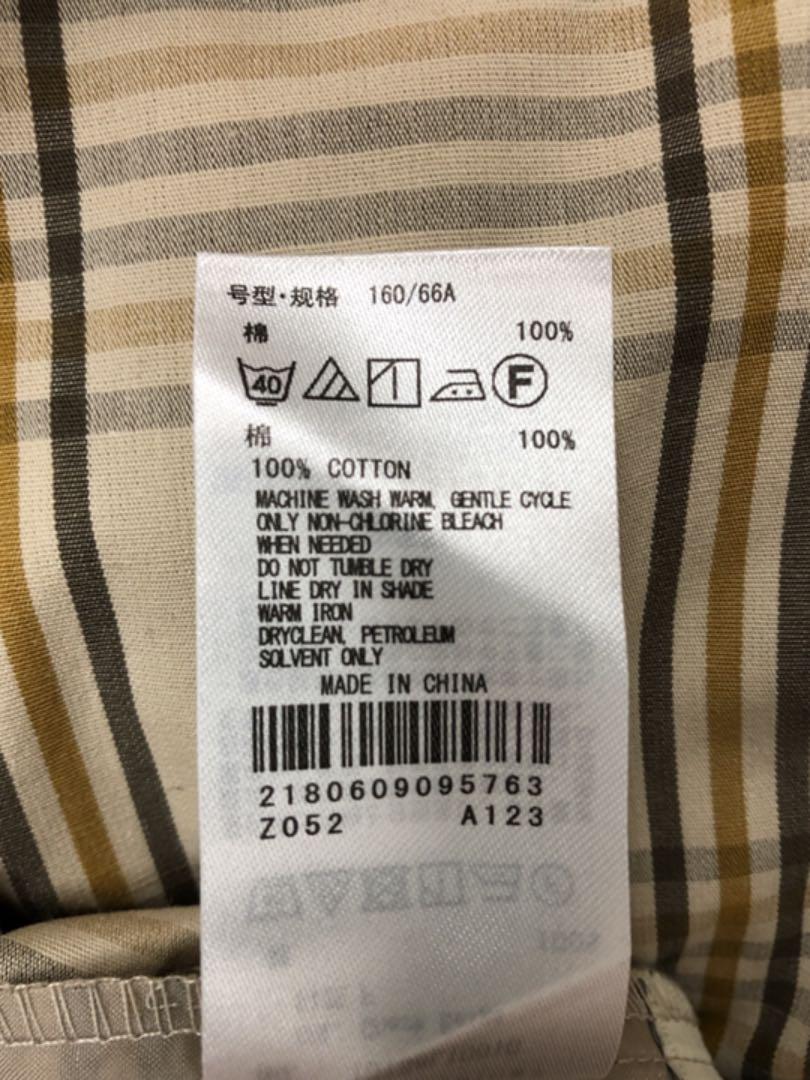 号型·规格 160/66A
棉 100%
40 F
棉 100%
100% COTTON
MACHINE WASH WARM, GENTLE CYCLE
ONLY NON-CHLORINE BLEACH
WHEN NEEDED
DO NOT TUMBLE DRY
LINE DRY IN SHADE
WARM IRON
DRYCLEAN, PETROLEUM
SOLVENT ONLY
MADE IN CHINA
2180609095763
Z052 A123